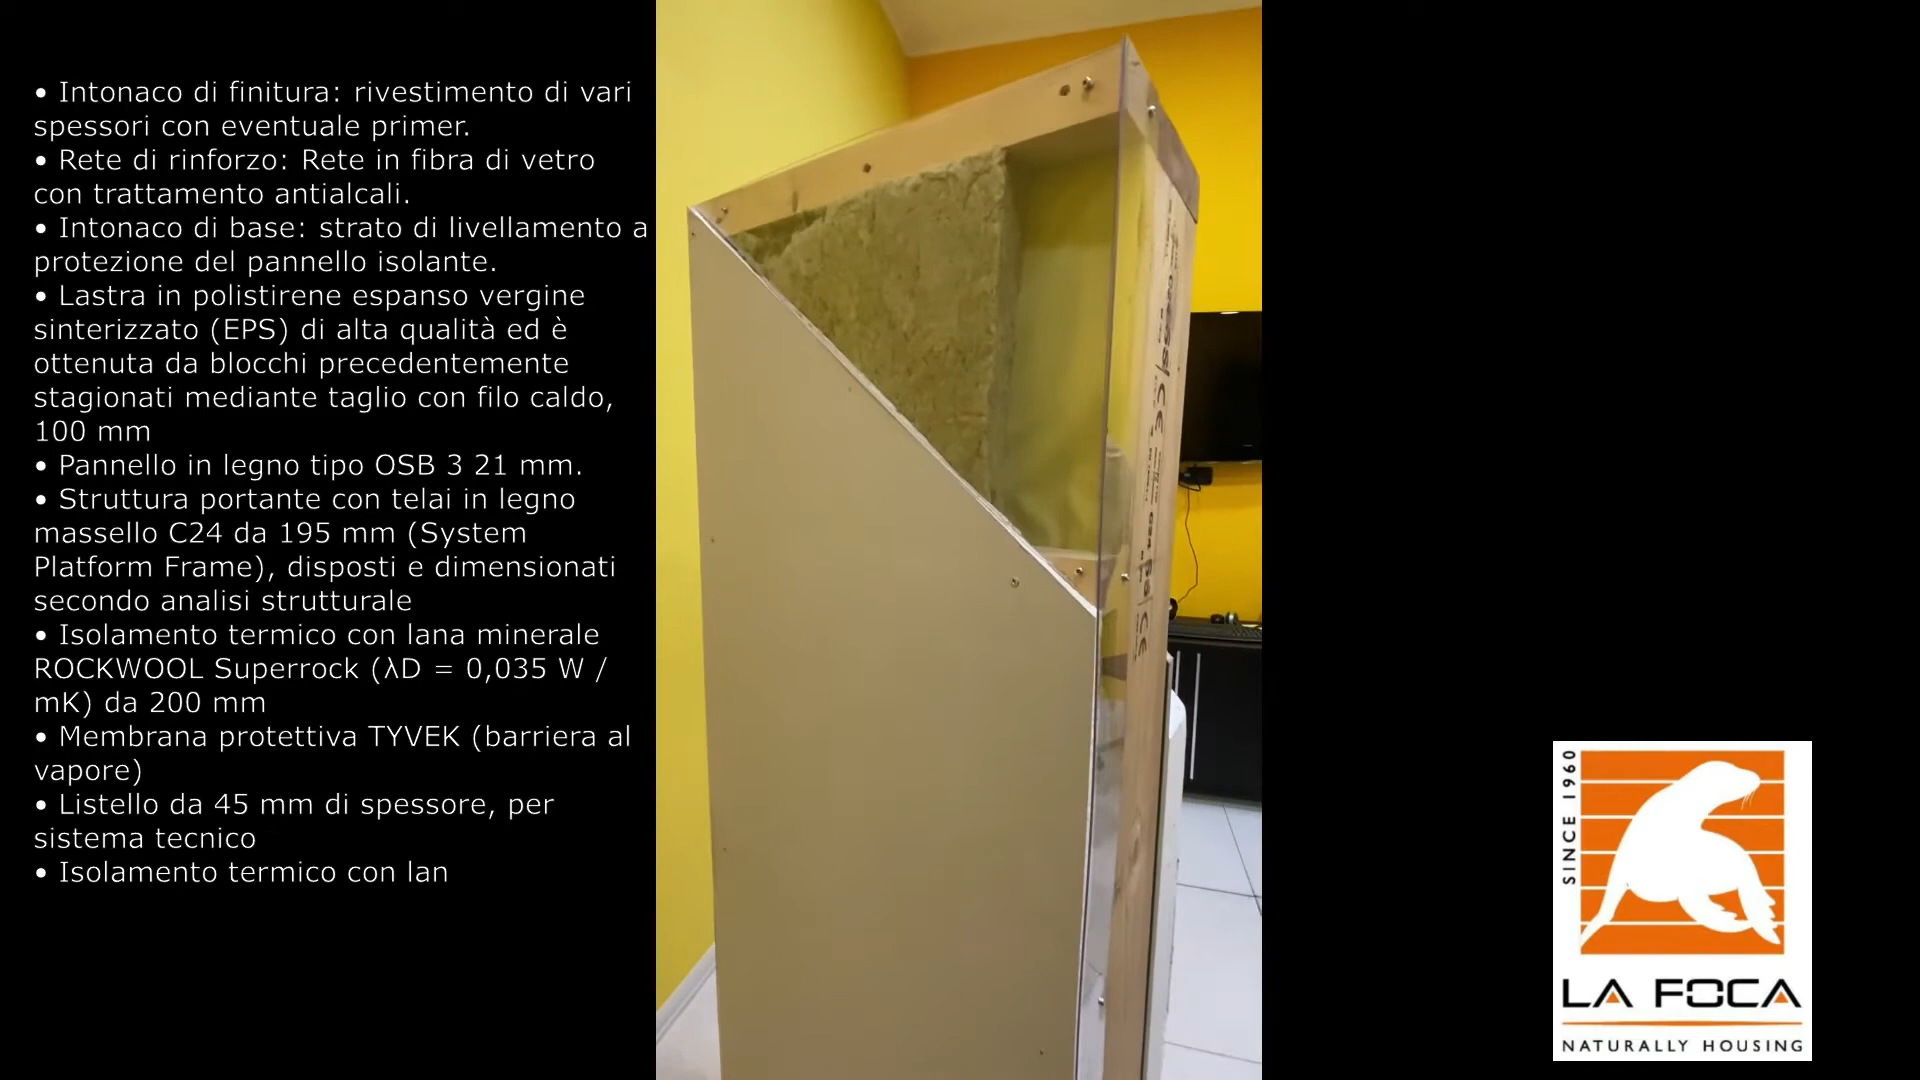 • Intonaco di finitura: rivestimento di vari
spessori con eventuale primer.
• Rete di rinforzo: Rete in fibra di vetro
con trattamento antialcali.
• Intonaco di base: strato di livellamento a
protezione del pannello isolante.
• Lastra in polistirene espanso vergine
sinterizzato (EPS) di alta qualità ed è
ottenuta da blocchi precedentemente
stagionati mediante taglio con filo caldo,
100 mm
• Pannello in legno tipo OSB 3 21 mm.
• Struttura portante con telai in legno
massello C24 da 195 mm (System
Platform Frame), disposti e dimensionati
secondo analisi strutturale
• Isolamento termico con lana minerale
ROCKWOOL Superrock (λD = 0,035 W /
mK) da 200 mm
• Membrana protettiva TYVEK (barriera al
vapore)
• Listello da 45 mm di spessore, per
sistema tecnico
• Isolamento termico con lan
CE
CE
SINCE 1960
LA FOCA
NATURALLY HOUSING